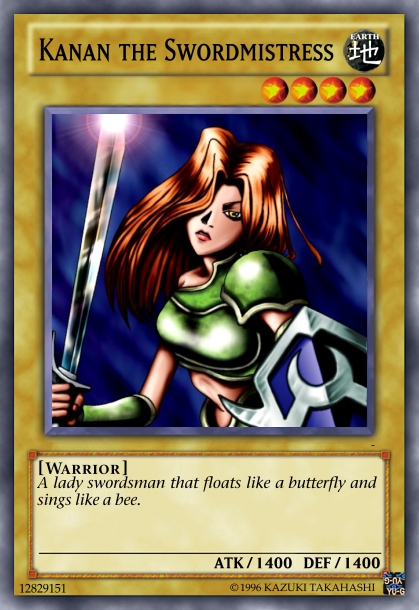 KANAN THE SWORDMISTRESS
EARTH
地
[WARRIOR]
A lady swordsman that floats like a butterfly and
sings like a bee.
ATK / 1400 DEF / 1400
12829151
©1996 KAZUKI TAKAHASHI